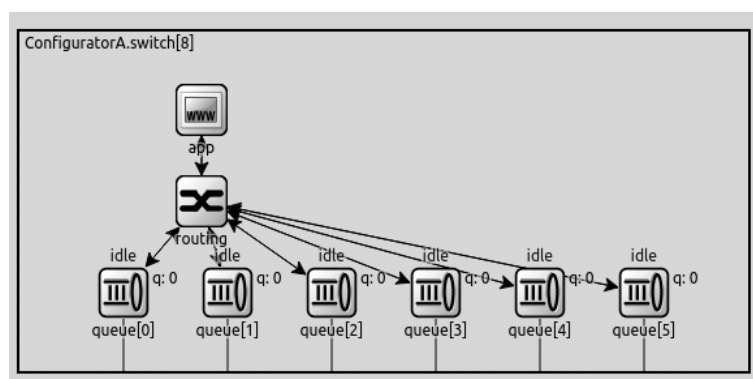 ConfiguratorA.switch[8]
www
app
routing
idle idle idle idle idle idle
q: 0 q: 0 q: 0 q: 0 q: 0 q: 0
queue[0] queue[1] queue[2] queue[3] queue[4] queue[5]